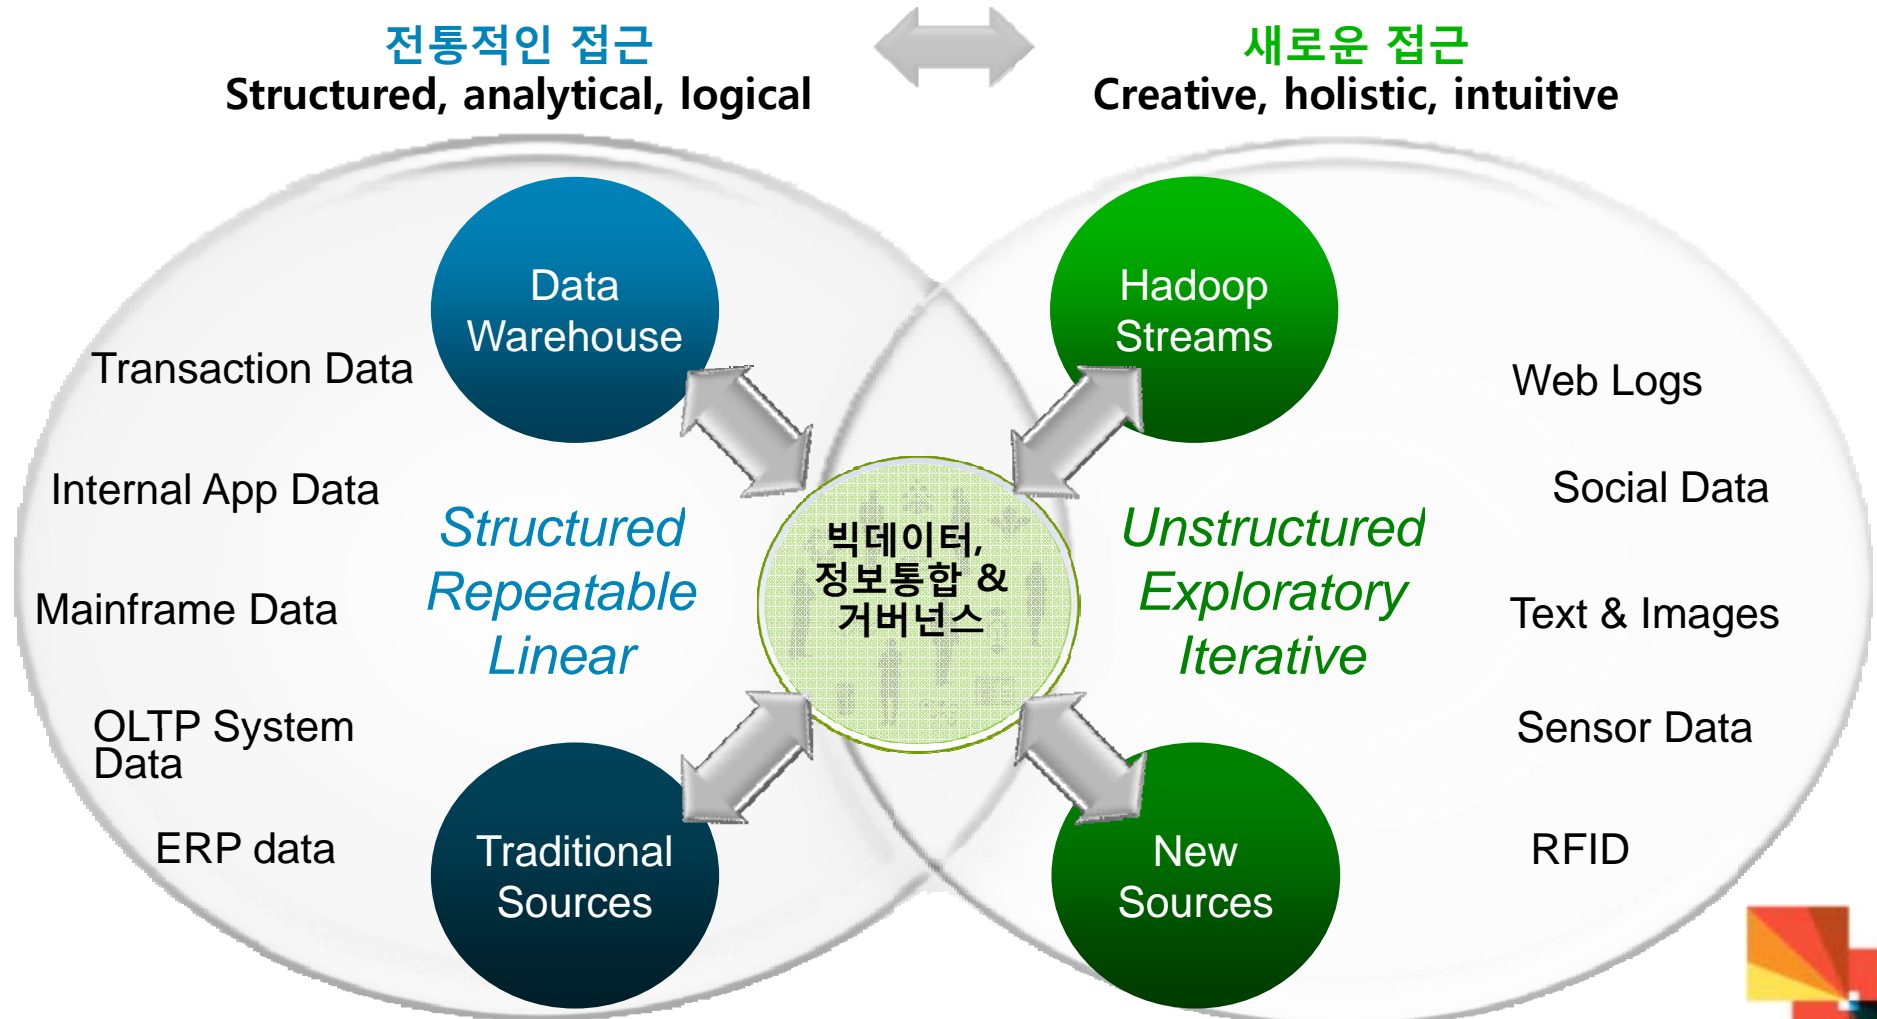 전통적인 접근
Structured, analytical, logical
새로운 접근
Creative, holistic, intuitive
Data
Warehouse
Transaction Data
Internal App Data
Mainframe Data
OLTP System
Data
ERP data
Structured
Repeatable
Linear
Traditional
Sources
빅데이터,
정보통합 &
거버넌스
Hadoop
Streams
Unstructured
Exploratory
Iterative
New
Sources
Web Logs
Social Data
Text & Images
Sensor Data
RFID